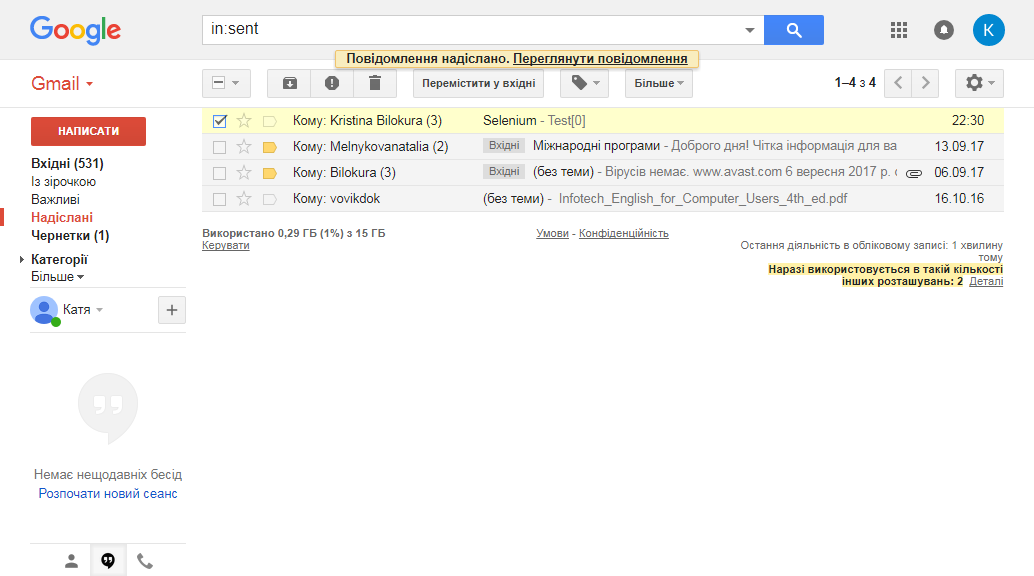 Google
in:sent
K
Повідомлення надіслано. Переглянути повідомлення
Gmail
Перемістити у вхідні
Більше
1–4 з 4
НАПИСАТИ
Вхідні (531)
Із зірочкою
Важливі
Надіслані
Чернетки (1)
Категорії
Більше
Катя
Немає нещодавніх бесід
Розпочати новий сеанс
Кому: Kristina Bilokura (3) Selenium - Test[0] 22:30
Кому: Melnykovanatalia (2) Вхідні Міжнародні програми - Доброго дня! Чітка інформація для ва 13.09.17
Кому: Bilokura (3) Вхідні (без теми) - Вірусів немає. www.avast.com 6 вересня 2017 р. с 06.09.17
Кому: vovikdok (без теми) - Infotech_English_for_Computer_Users_4th_ed.pdf 16.10.16
Використано 0,29 ГБ (1%) з 15 ГБ
Керувати
Умови - Конфіденційність
Остання діяльність в обліковому записі: 1 хвилину
тому
Наразі використовується в такій кількості
інших розташувань: 2 Деталі